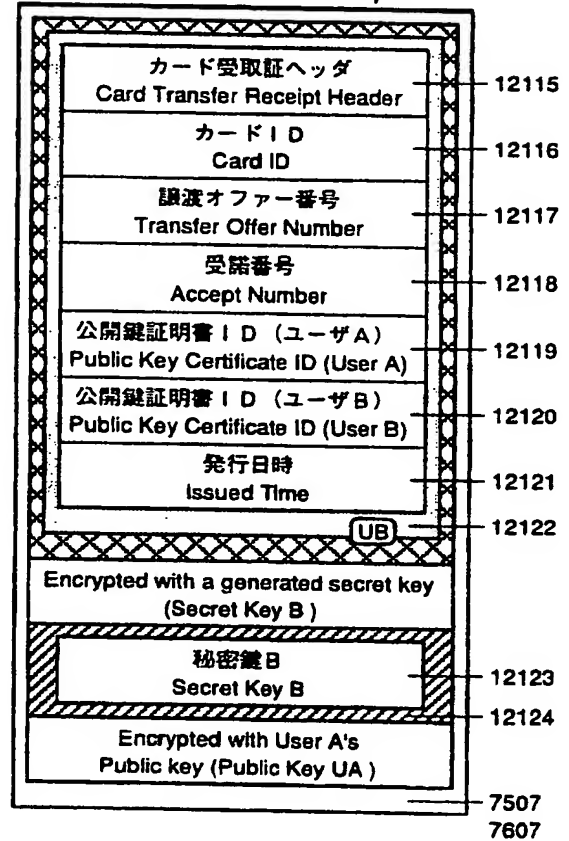 カード受取証ヘッダ
Card Transfer Receipt Header
12115
カードID
Card ID
12116
譲渡オファー番号
Transfer Offer Number
12117
受諾番号
Accept Number
12118
公開鍵証明書ID（ユーザA）
Public Key Certificate ID (User A)
12119
公開鍵証明書ID（ユーザB）
Public Key Certificate ID (User B)
12120
発行日時
Issued Time
12121
UB
12122
Encrypted with a generated secret key
(Secret Key B )
秘密鍵B
Secret Key B
12123
12124
Encrypted with User A's
Public key (Public Key UA )
7507
7607